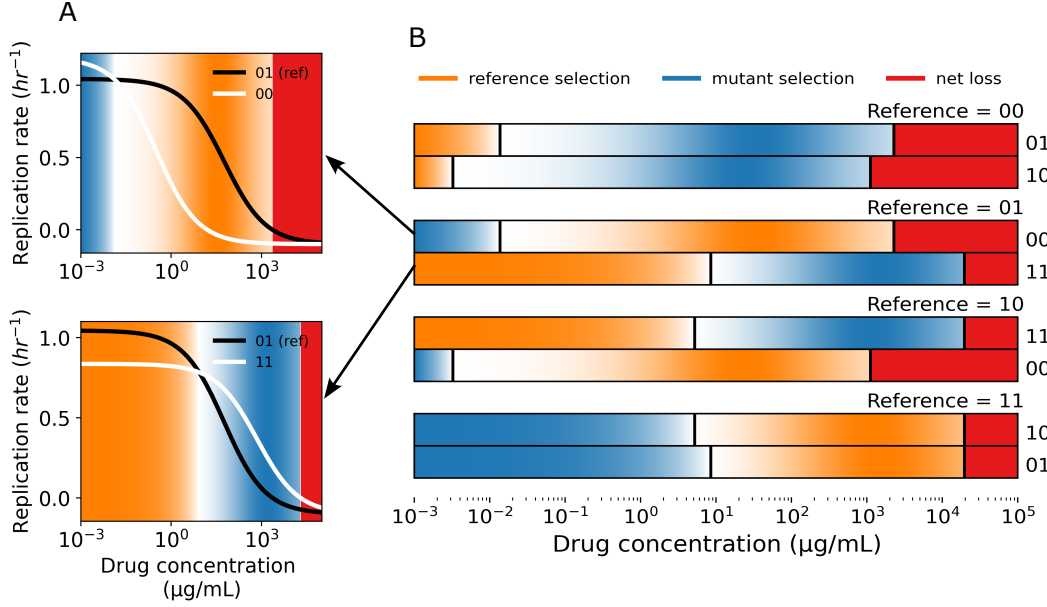 A
Replication rate (hr⁻¹)
1.0
0.5
0.0
01 (ref)
00
10⁻³
10⁰
10³
Replication rate (hr⁻¹)
1.0
0.5
0.0
01 (ref)
11
10⁻³
10⁰
10³
Drug concentration
(μg/mL)
B
reference selection
mutant selection
net loss
Reference = 00
01
10
Reference = 01
00
11
Reference = 10
11
00
Reference = 11
10
01
10⁻³ 10⁻² 10⁻¹ 10⁰ 10¹ 10² 10³ 10⁴ 10⁵
Drug concentration (μg/mL)